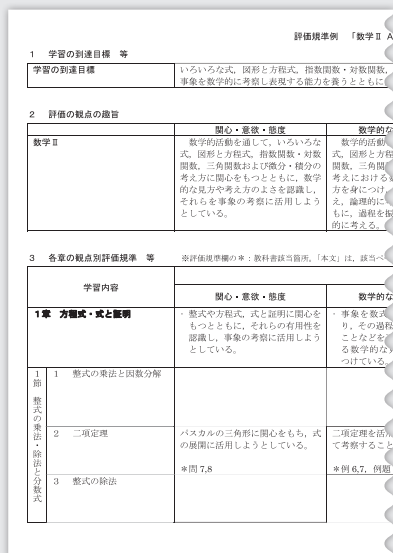 評価規準例 「数学Ⅱ A
1 学習の到達目標 等
学習の到達目標
いろいろな式，図形と方程式，指数関数・対数関数，
事象を数学的に考察し表現する能力を養うとともに
2 評価の観点の趣旨
関心・意欲・態度
数学的な
数学Ⅱ
数学的活動を通して，いろいろな
式，図形と方程式，指数関数・対数
関数，三角関数および微分・積分の
考え方に関心をもつとともに，数学
的な見方や考え方のよさを認識し，
それらを事象の考察に活用しよう
としている。
数学的活動
式，図形と方程
関数，三角関
考えにおける
方を身につけ，
え，論理的に
もに，過程を振
的に考える。
3 各章の観点別評価規準 等
※評価規準欄の＊：教科書該当箇所，「本文」は，該当ペ
学習内容
関心・意欲・態度
数学的な
1章 方程式・式と証明
・整式や方程式，式と証明に関心を
もつとともに，それらの有用性を
認識し，事象の考察に活用しよう
としている。
・事象を数式
り，その過程
ことなどを
る数学的な
つけている
1節 整式の乗法・除法と分数式
1 整式の乗法と因数分解
2 二項定理
パスカルの三角形に関心をもち，式
の展開に活用しようとしている。
＊問 7,8
二項定理を活用
て考察すること
＊例 6,7，例題
3 整式の除法